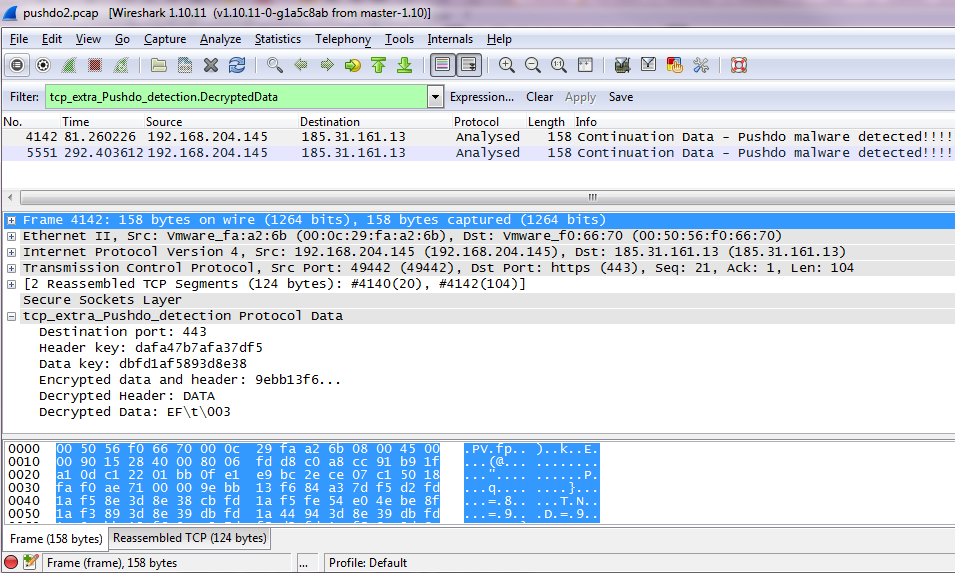 pushdo2.pcap [Wireshark 1.10.11 (v1.10.11-0-g1a5c8ab from master-1.10)]
File Edit View Go Capture Analyze Statistics Telephony Tools Internals Help
Filter: tcp_extra_Pushdo_detection.DecryptedData Expression... Clear Apply Save
No. Time Source Destination Protocol Length Info
4142 81.260226 192.168.204.145 185.31.161.13 Analysed 158 Continuation Data - Pushdo malware detected!!!!
5551 292.403612 192.168.204.145 185.31.161.13 Analysed 158 Continuation Data - Pushdo malware detected!!!!
Frame 4142: 158 bytes on wire (1264 bits), 158 bytes captured (1264 bits)
Ethernet II, Src: Vmware_fa:a2:6b (00:0c:29:fa:a2:6b), Dst: Vmware_f0:66:70 (00:50:56:f0:66:70)
Internet Protocol Version 4, Src: 192.168.204.145 (192.168.204.145), Dst: 185.31.161.13 (185.31.161.13)
Transmission Control Protocol, Src Port: 49442 (49442), Dst Port: https (443), Seq: 21, Ack: 1, Len: 104
[2 Reassembled TCP Segments (124 bytes): #4140(20), #4142(104)]
Secure Sockets Layer
tcp_extra_Pushdo_detection Protocol Data
Destination port: 443
Header key: dafa47b7afa37df5
Data key: dbfd1af5893d8e38
Encrypted data and header: 9ebb13f6...
Decrypted Header: DATA
Decrypted Data: EF\t\003
0000 00 50 56 f0 66 70 00 0c 29 fa a2 6b 08 00 45 00 .PV.fp.. )..k..E.
0010 00 90 15 28 40 00 80 06 fd d8 c0 a8 cc 91 b9 1f ...(@... ........
0020 a1 0d c1 22 01 bb 0f e1 e9 bc 2e ce 07 c1 50 18 ...".... ......P.
0030 fa f0 ae 71 00 00 9e bb 13 f6 84 a3 7d f5 d2 fd ...q.... ....}...
0040 1a f5 8e 3d 8e 38 cb fd 1a f5 fe 54 e0 4e be 8f ...=.8.. ...T.N..
0050 1a f3 89 3d 8e 39 db fd 1a 44 94 3d 8e 39 db fd ...=.9.. .D.=.9..
Frame (158 bytes) Reassembled TCP (124 bytes)
Frame (frame), 158 bytes ... Profile: Default